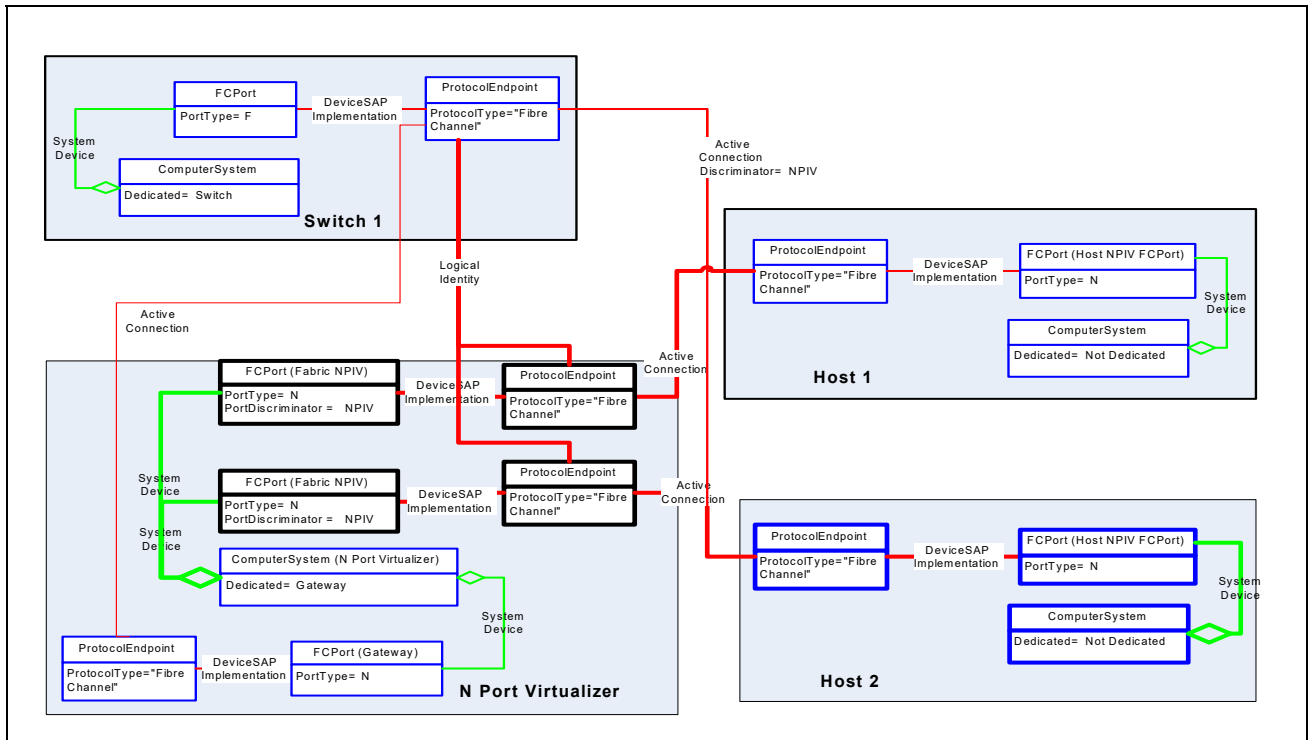 FCPort
PortType= F
DeviceSAP
Implementation
ProtocolEndpoint
ProtocolType="Fibre
Channel"
System
Device
ComputerSystem
Dedicated= Switch
Switch 1
Active
Connection
Discriminator= NPIV
Logical
Identity
Active
Connection
ProtocolEndpoint
ProtocolType="Fibre
Channel"
DeviceSAP
Implementation
FCPort (Host NPIV FCPort)
PortType= N
System
Device
ComputerSystem
Dedicated= Not Dedicated
Host 1
FCPort (Fabric NPIV)
PortType= N
PortDiscriminator = NPIV
DeviceSAP
Implementation
ProtocolEndpoint
ProtocolType="Fibre
Channel"
Active
Connection
System
Device
FCPort (Fabric NPIV)
PortType= N
PortDiscriminator = NPIV
DeviceSAP
Implementation
ProtocolEndpoint
ProtocolType="Fibre
Channel"
Active
Connection
System
Device
ComputerSystem (N Port Virtualizer)
Dedicated= Gateway
System
Device
ProtocolEndpoint
ProtocolType="Fibre
Channel"
DeviceSAP
Implementation
FCPort (Gateway)
PortType= N
N Port Virtualizer
ProtocolEndpoint
ProtocolType="Fibre
Channel"
DeviceSAP
Implementation
FCPort (Host NPIV FCPort)
PortType= N
System
Device
ComputerSystem
Dedicated= Not Dedicated
Host 2